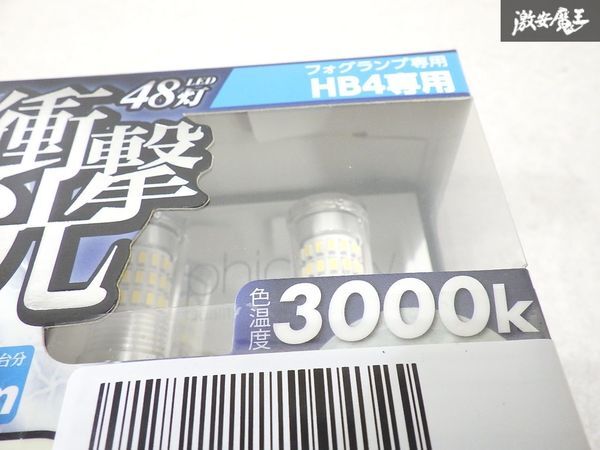 激安魔王
48灯
LED
フォグランプ専用
HB4専用
衝撃
光
色温度
3000k
台分
m